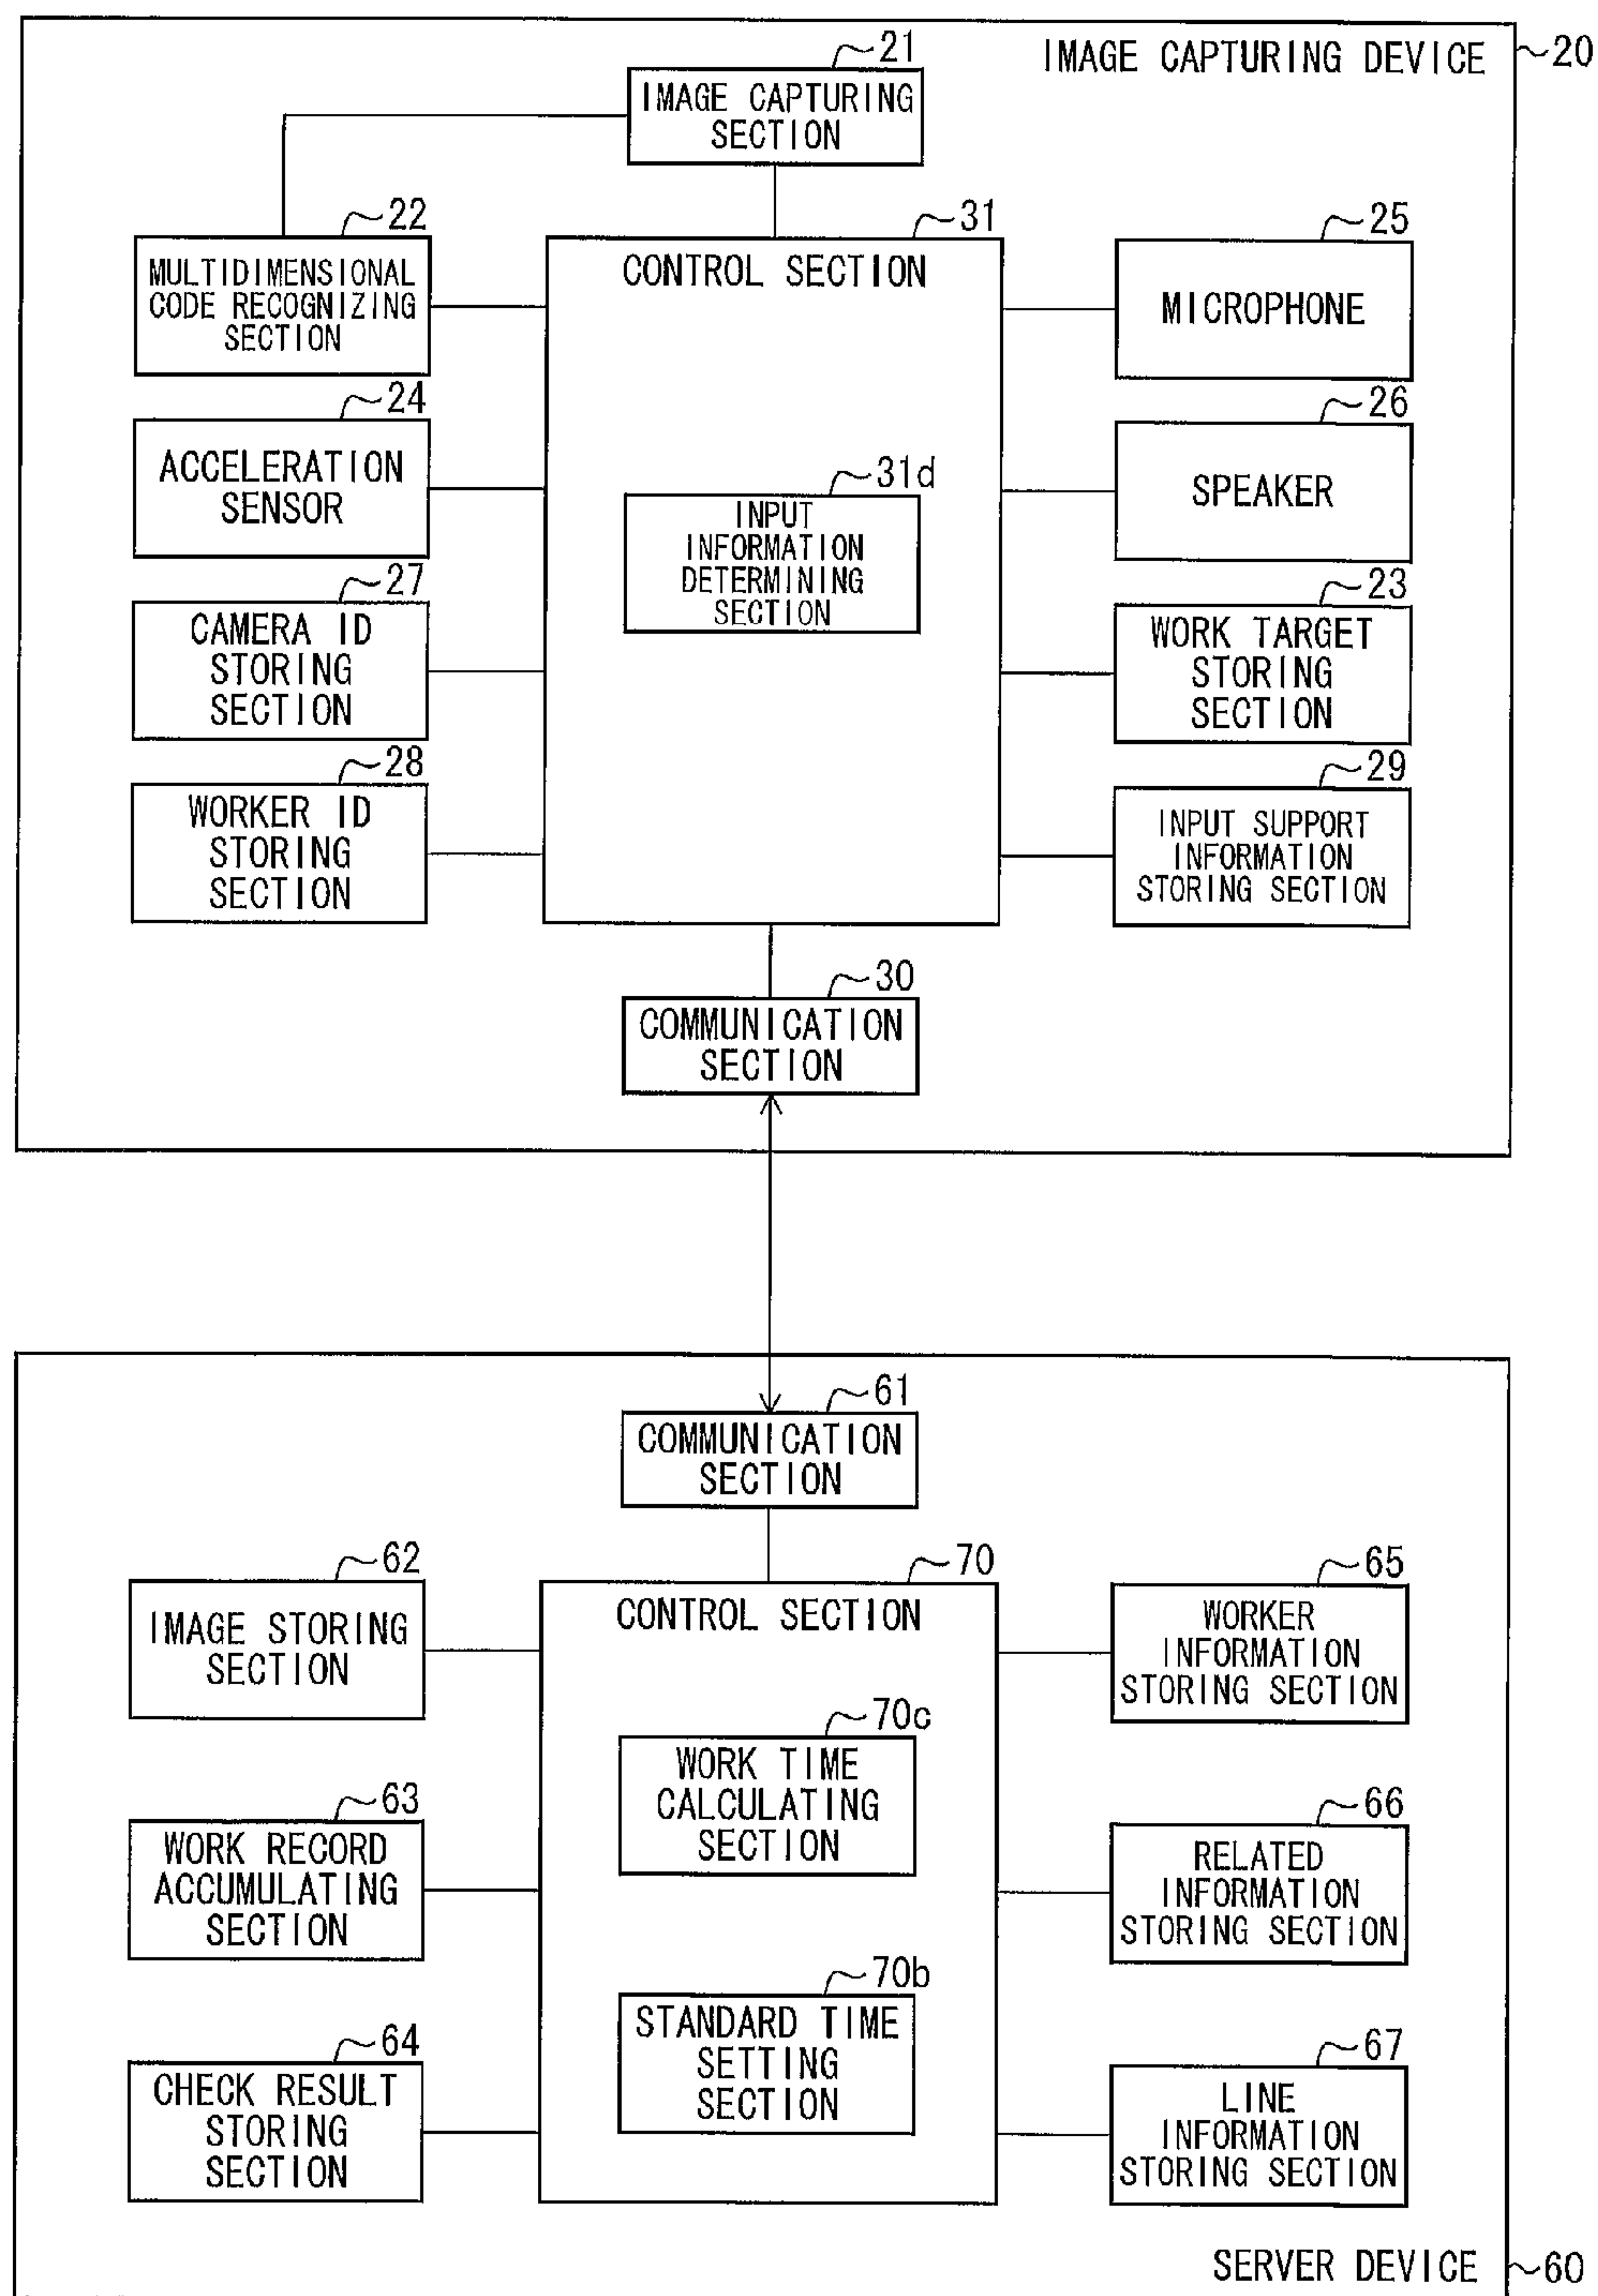 IMAGE CAPTURING DEVICE
20
21
IMAGE CAPTURING
SECTION
22
MULTIDIMENSIONAL
CODE RECOGNIZING
SECTION
31
CONTROL SECTION
25
MICROPHONE
24
ACCELERATION
SENSOR
31d
INPUT
INFORMATION
DETERMINING
SECTION
26
SPEAKER
27
CAMERA ID
STORING
SECTION
23
WORK TARGET
STORING
SECTION
28
WORKER ID
STORING
SECTION
29
INPUT SUPPORT
INFORMATION
STORING SECTION
30
COMMUNICATION
SECTION
61
COMMUNICATION
SECTION
62
IMAGE STORING
SECTION
70
CONTROL SECTION
65
WORKER
INFORMATION
STORING SECTION
70c
WORK TIME
CALCULATING
SECTION
63
WORK RECORD
ACCUMULATING
SECTION
66
RELATED
INFORMATION
STORING SECTION
70b
STANDARD TIME
SETTING
SECTION
64
CHECK RESULT
STORING
SECTION
67
LINE
INFORMATION
STORING SECTION
SERVER DEVICE
60